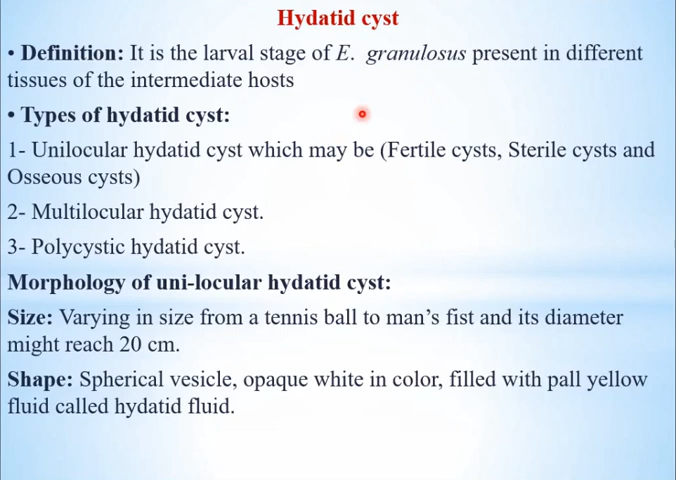 Hydatid cyst
• Definition: It is the larval stage of E. granulosus present in different
tissues of the intermediate hosts
• Types of hydatid cyst:
1- Unilocular hydatid cyst which may be (Fertile cysts, Sterile cysts and
Osseous cysts)
2- Multilocular hydatid cyst.
3- Polycystic hydatid cyst.
Morphology of uni-locular hydatid cyst:
Size: Varying in size from a tennis ball to man’s fist and its diameter
might reach 20 cm.
Shape: Spherical vesicle, opaque white in color, filled with pall yellow
fluid called hydatid fluid.